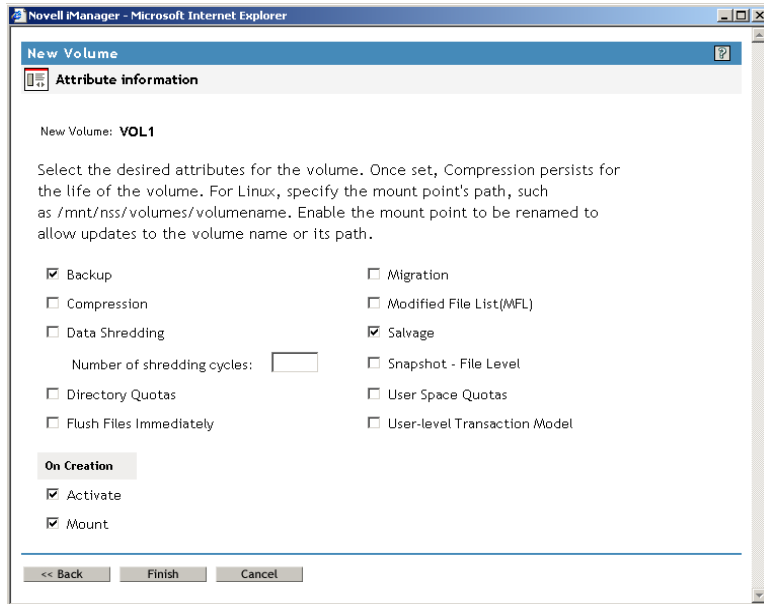 Novell iManager - Microsoft Internet Explorer
New Volume
?
Attribute information
New Volume: VOL1
Select the desired attributes for the volume. Once set, Compression persists for
the life of the volume. For Linux, specify the mount point's path, such
as /mnt/nss/volumes/volumename. Enable the mount point to be renamed to
allow updates to the volume name or its path.
Backup
Migration
Compression
Modified File List(MFL)
Data Shredding
Salvage
Number of shredding cycles:
Snapshot - File Level
Directory Quotas
User Space Quotas
Flush Files Immediately
User-level Transaction Model
On Creation
Activate
Mount
<< Back
Finish
Cancel